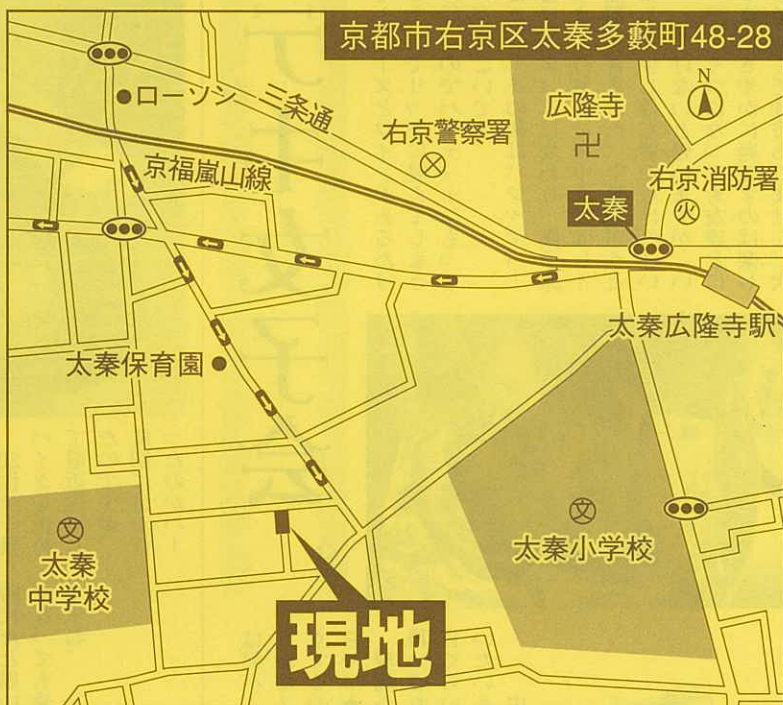 京都市右京区太秦多藪町48-28
ローソン
三条通
右京警察署
広隆寺
N
京福嵐山線
右京消防署
火
太秦
太秦広隆寺駅
太秦保育園
文
太秦
中学校
文
太秦小学校
現地